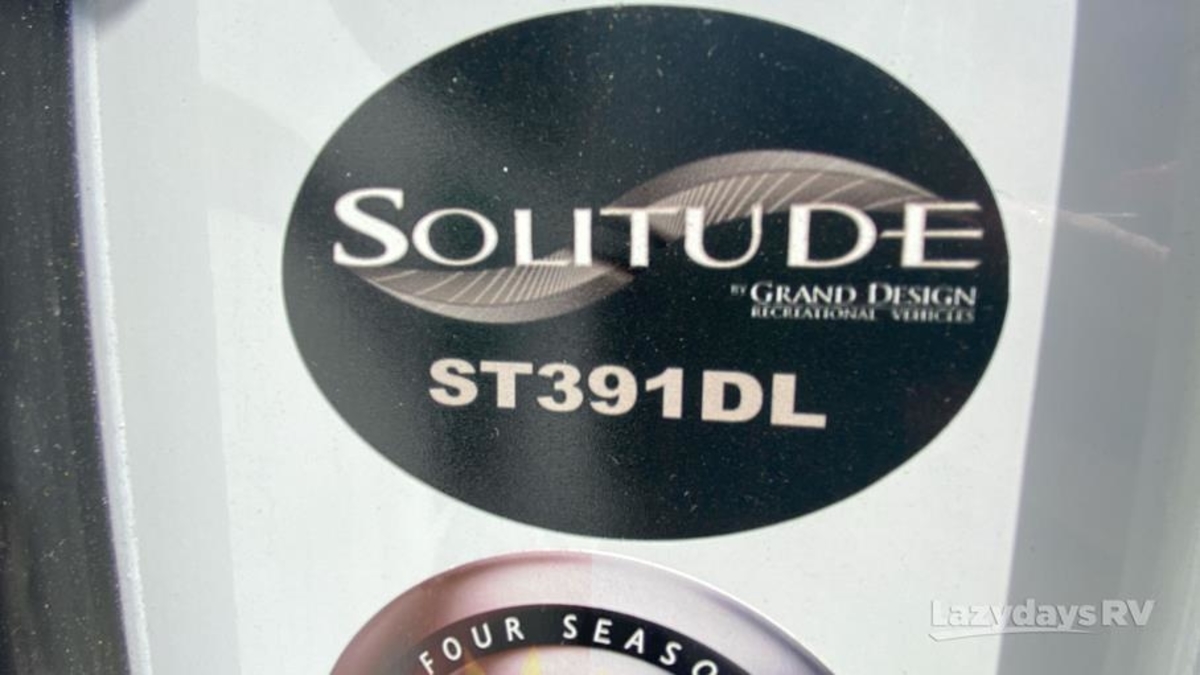 SOLITUDE
BY GRAND DESIGN
RECREATIONAL VEHICLES
ST391DL
FOUR SEASO
LazydaysRV